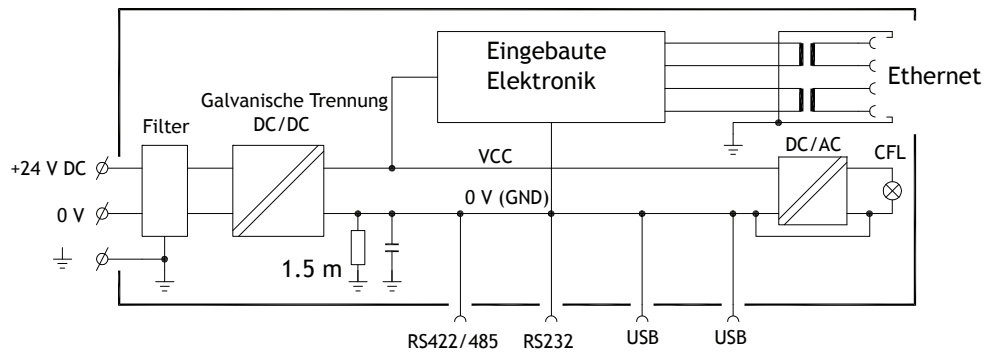 Eingebaute
Elektronik
Ethernet
Galvanische Trennung
DC/DC
Filter
DC/AC
CFL
+24 V DC
VCC
0 V
0 V (GND)
1.5 m
RS422/485
RS232
USB
USB